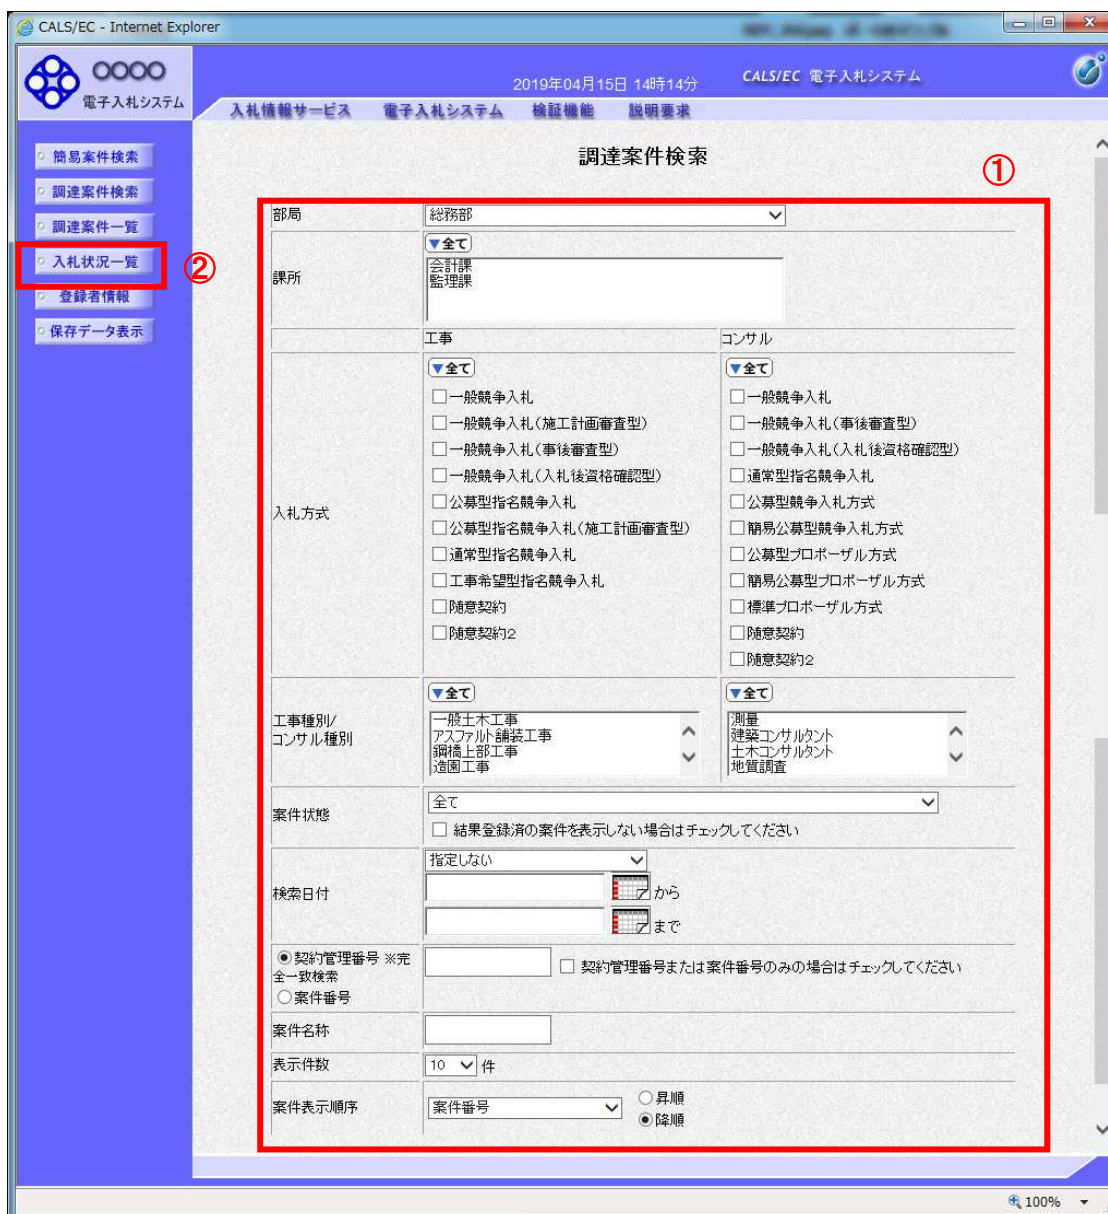 CALS/EC - Internet Explorer
OOOO
電子入札システム
2019年04月15日 14時14分
CALS/EC 電子入札システム
入札情報サービス 電子入札システム 検証機能 説明要求
簡易案件検索
調達案件検索
調達案件一覧
入札状況一覧
登録者情報
保存データ表示
②
調達案件検索
①
部局 総務部
▼全て
課所
会計課
監理課
工事 コンサル
入札方式
▼全て
一般競争入札
一般競争入札(施工計画審査型)
一般競争入札(事後審査型)
一般競争入札(入札後資格確認型)
公募型指名競争入札
公募型指名競争入札(施工計画審査型)
通常型指名競争入札
工事希望型指名競争入札
随意契約
随意契約2
▼全て
一般競争入札
一般競争入札(事後審査型)
一般競争入札(入札後資格確認型)
通常型指名競争入札
公募型競争入札方式
簡易公募型競争入札方式
公募型プロポーザル方式
簡易公募型プロポーザル方式
標準プロポーザル方式
随意契約
随意契約2
工事種別/
コンサル種別
▼全て
一般土木工事
アスファルト舗装工事
鋼橋上部工事
造園工事
▼全て
測量
建築コンサルタント
土木コンサルタント
地質調査
案件状態 全て
結果登録済の案件を表示しない場合はチェックしてください
検索日付
指定しない
から
まで
契約管理番号 ※完
全一致検索
案件番号
契約管理番号または案件番号のみの場合はチェックしてください
案件名称
表示件数 10 件
案件表示順序 案件番号
昇順
降順
100%